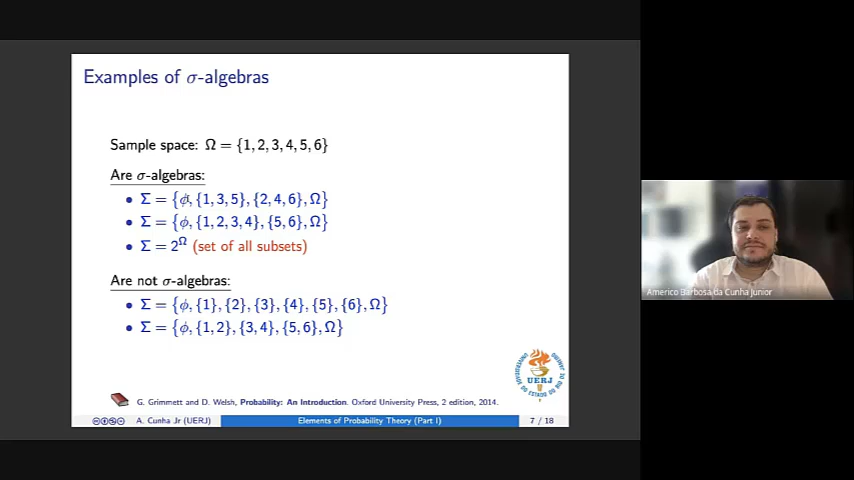 Examples of σ-algebras
Sample space: Ω = {1, 2, 3, 4, 5, 6}
Are σ-algebras:
• Σ = {ϕ, {1, 3, 5}, {2, 4, 6}, Ω}
• Σ = {ϕ, {1, 2, 3, 4}, {5, 6}, Ω}
• Σ = 2^Ω (set of all subsets)
Are not σ-algebras:
• Σ = {ϕ, {1}, {2}, {3}, {4}, {5}, {6}, Ω}
• Σ = {ϕ, {1, 2}, {3, 4}, {5, 6}, Ω}
UERJ
G. Grimmett and D. Welsh, Probability: An Introduction. Oxford University Press, 2 edition, 2014.
A. Cunha Jr (UERJ) Elements of Probability Theory (Part I) 7 / 18
Americo Barbosa da Cunha Junior